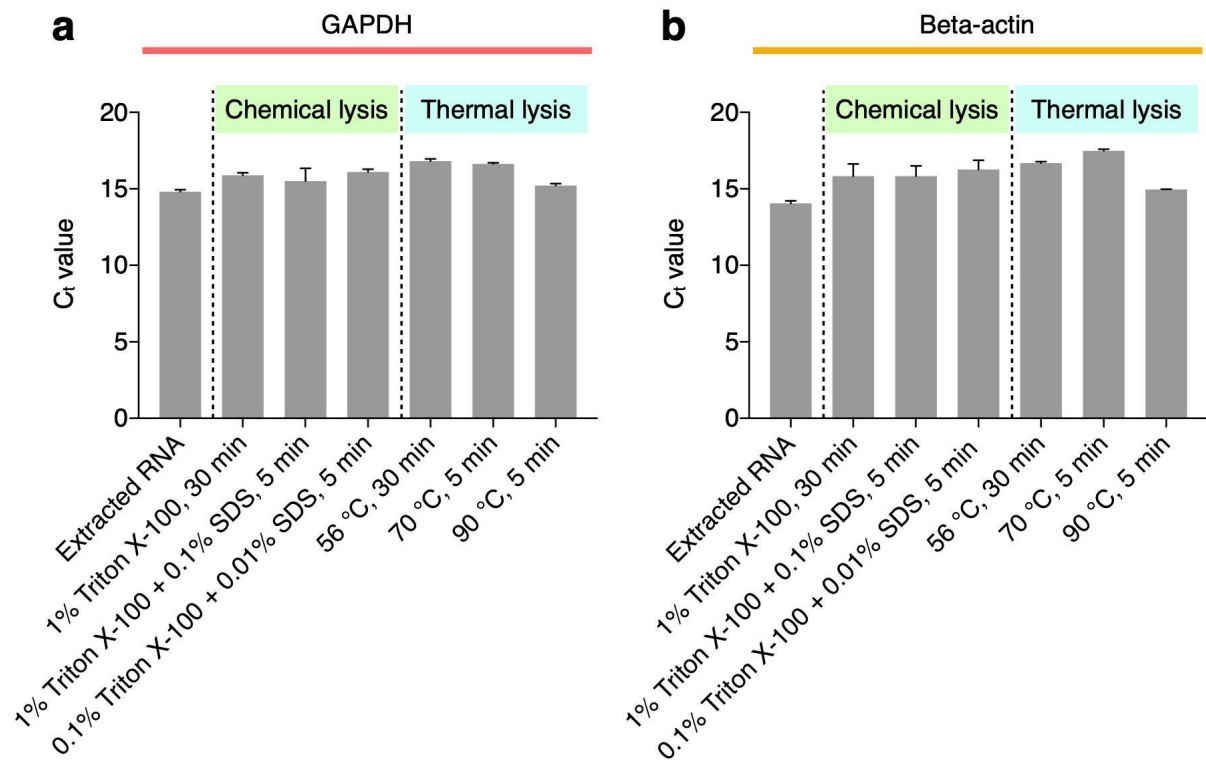 a
GAPDH
Chemical lysis
Thermal lysis
Ct value
20
15
10
5
0
Extracted RNA
1% Triton X-100, 30 min
1% Triton X-100 + 0.1% SDS, 5 min
0.1% Triton X-100 + 0.01% SDS, 5 min
56 °C, 30 min
70 °C, 5 min
90 °C, 5 min
b
Beta-actin
Chemical lysis
Thermal lysis
Ct value
20
15
10
5
0
Extracted RNA
1% Triton X-100, 30 min
1% Triton X-100 + 0.1% SDS, 5 min
0.1% Triton X-100 + 0.01% SDS, 5 min
56 °C, 30 min
70 °C, 5 min
90 °C, 5 min